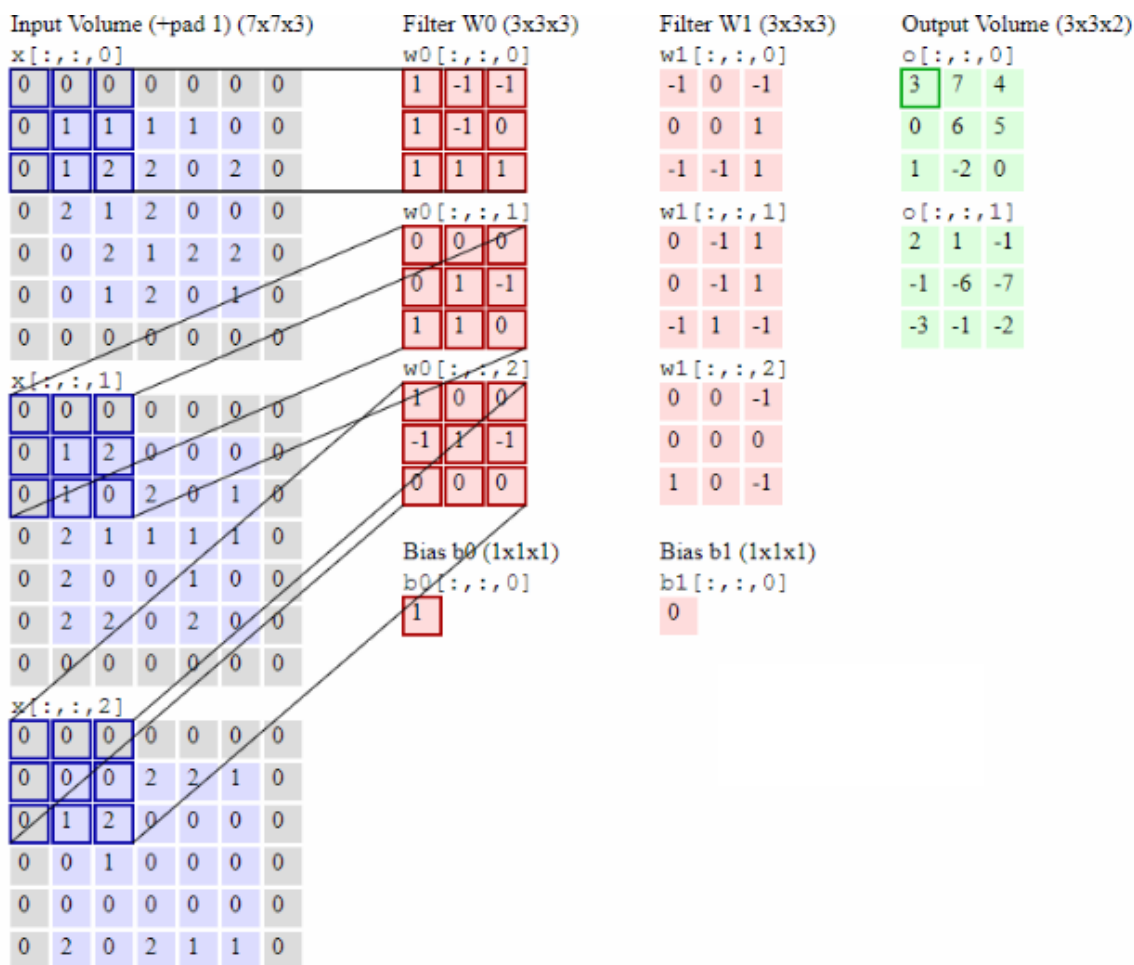 Input Volume (+pad 1) (7x7x3)
x[:,:,0]
0 0 0 0 0 0 0
0 1 1 1 1 0 0
0 1 2 2 0 2 0
0 2 1 2 0 0 0
0 0 2 1 2 2 0
0 0 1 2 0 1 0
0 0 0 0 0 0 0
x[:,:,1]
0 0 0 0 0 0 0
0 1 2 0 0 0 0
0 1 0 2 0 1 0
0 2 1 1 1 1 0
0 2 0 0 1 0 0
0 2 2 0 2 0 0
0 0 0 0 0 0 0
x[:,:,2]
0 0 0 0 0 0 0
0 0 0 2 2 1 0
0 1 2 0 0 0 0
0 0 1 0 0 0 0
0 0 0 0 0 0 0
0 2 0 2 1 1 0
Filter W0 (3x3x3)
w0[:,:,0]
1 -1 -1
1 -1 0
1 1 1
w0[:,:,1]
0 0 0
0 1 -1
1 1 0
w0[:,:,2]
1 0 0
-1 1 -1
0 0 0
Bias b0 (1x1x1)
b0[:,:,0]
1
Filter W1 (3x3x3)
w1[:,:,0]
-1 0 -1
0 0 1
-1 -1 1
w1[:,:,1]
0 -1 1
0 -1 1
-1 1 -1
w1[:,:,2]
0 0 -1
0 0 0
1 0 -1
Bias b1 (1x1x1)
b1[:,:,0]
0
Output Volume (3x3x2)
o[:,:,0]
3 7 4
0 6 5
1 -2 0
o[:,:,1]
2 1 -1
-1 -6 -7
-3 -1 -2